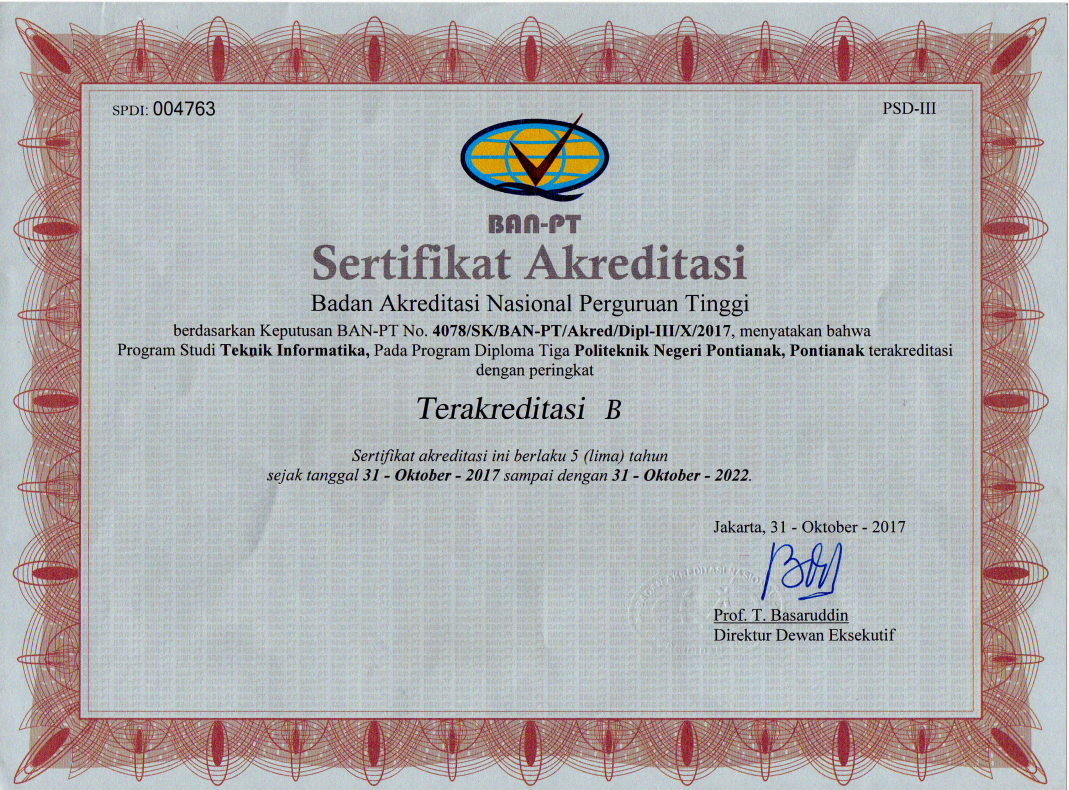 SPDI: 004763
PSD-III
BAN-PT
Sertifikat Akreditasi
Badan Akreditasi Nasional Perguruan Tinggi
berdasarkan Keputusan BAN-PT No. 4078/SK/BAN-PT/Akred/Dipl-III/X/2017, menyatakan bahwa
Program Studi Teknik Informatika, Pada Program Diploma Tiga Politeknik Negeri Pontianak, Pontianak terakreditasi
dengan peringkat
Terakreditasi B
Sertifikat akreditasi ini berlaku 5 (lima) tahun
sejak tanggal 31 - Oktober - 2017 sampai dengan 31 - Oktober - 2022.
Jakarta, 31 - Oktober - 2017
Prof. T. Basaruddin
Direktur Dewan Eksekutif